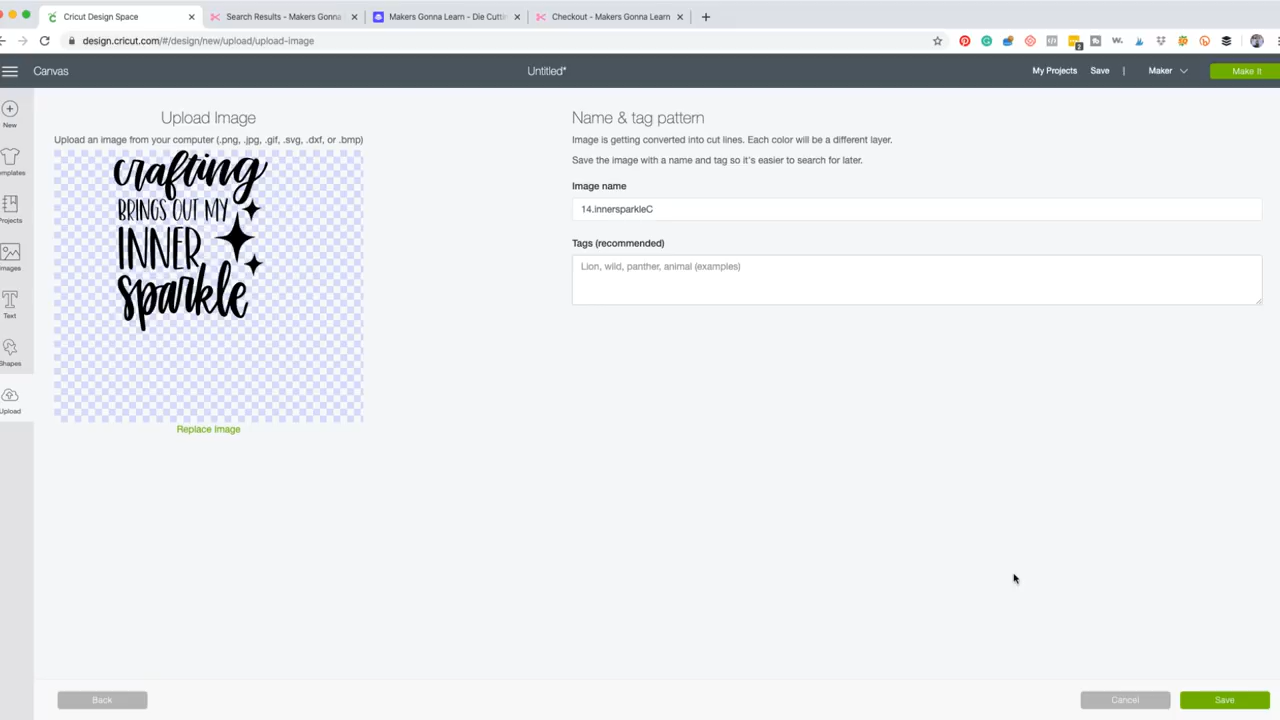 Cricut Design Space
Search Results - Makers Gonna
Makers Gonna Learn - Die Cutti
Checkout - Makers Gonna Learn
design.cricut.com/#/design/new/upload/upload-image
Canvas
Untitled*
My Projects
Save
|
Maker
Make It
New
Templates
Projects
Images
Text
Shapes
Upload
Upload Image
Upload an image from your computer (.png, .jpg, .gif, .svg, .dxf, or .bmp)
crafting
BRINGS OUT MY
INNER
sparkle
Replace Image
Name & tag pattern
Image is getting converted into cut lines. Each color will be a different layer.
Save the image with a name and tag so it's easier to search for later.
Image name
14.innersparkleC
Tags (recommended)
Lion, wild, panther, animal (examples)
Back
Cancel
Save